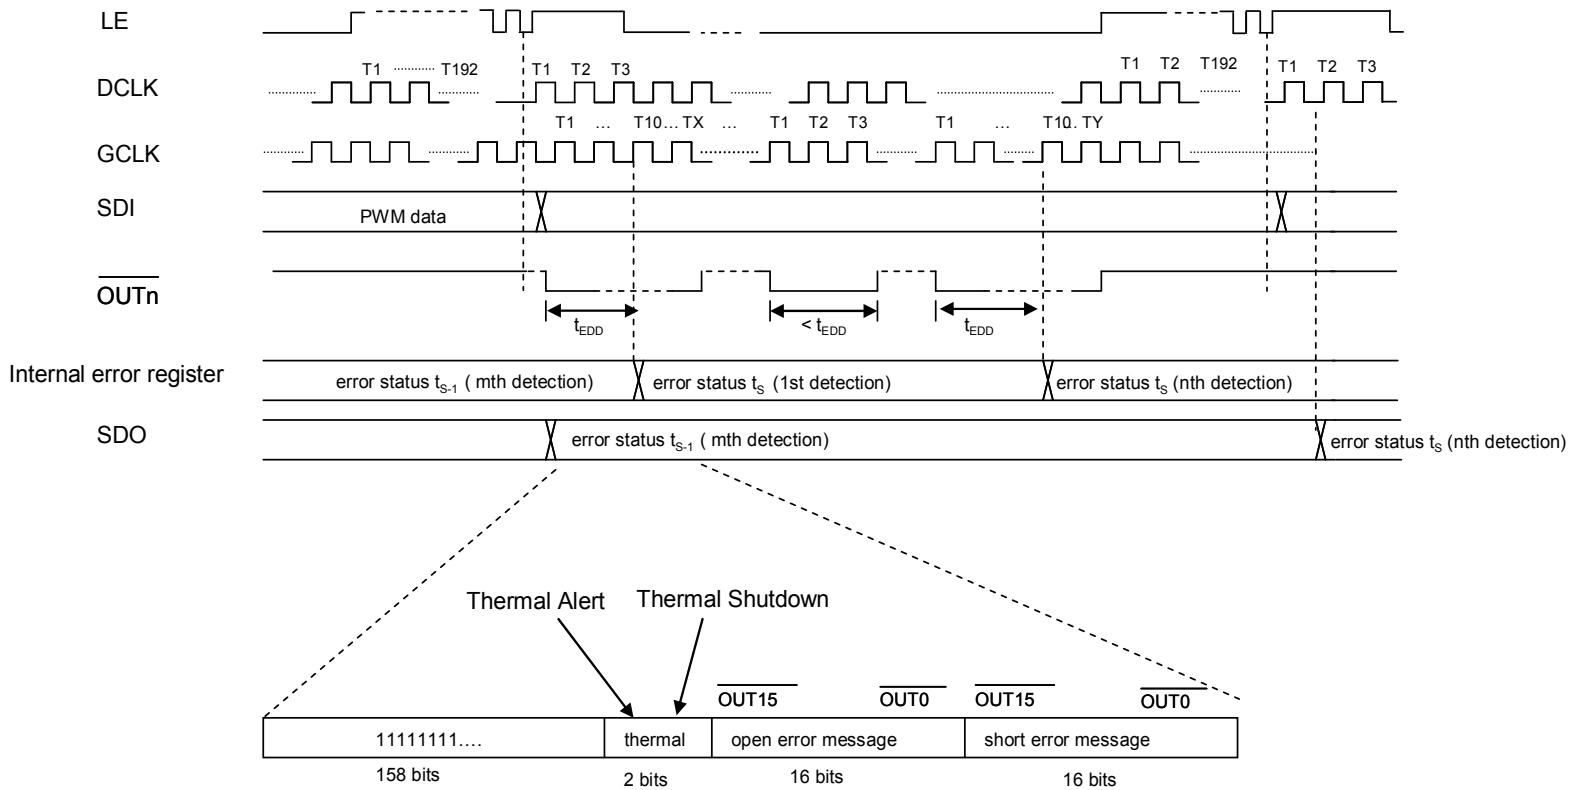 LE
DCLK
T1 ............ T192 T1 T2 T3 T1 T2 T192 T1 T2 T3
GCLK
T1 ... T10... TX ... T1 T2 T3 T1 ... T10.. TY
SDI
PWM data
OUTn
tEDD < tEDD tEDD
Internal error register
error status tS-1 ( mth detection) error status tS (1st detection) error status tS (nth detection)
SDO
error status tS-1 ( mth detection) error status tS (nth detection)
Thermal Alert Thermal Shutdown
OUT15 OUT0 OUT15 OUT0
11111111.... thermal open error message short error message
158 bits 2 bits 16 bits 16 bits